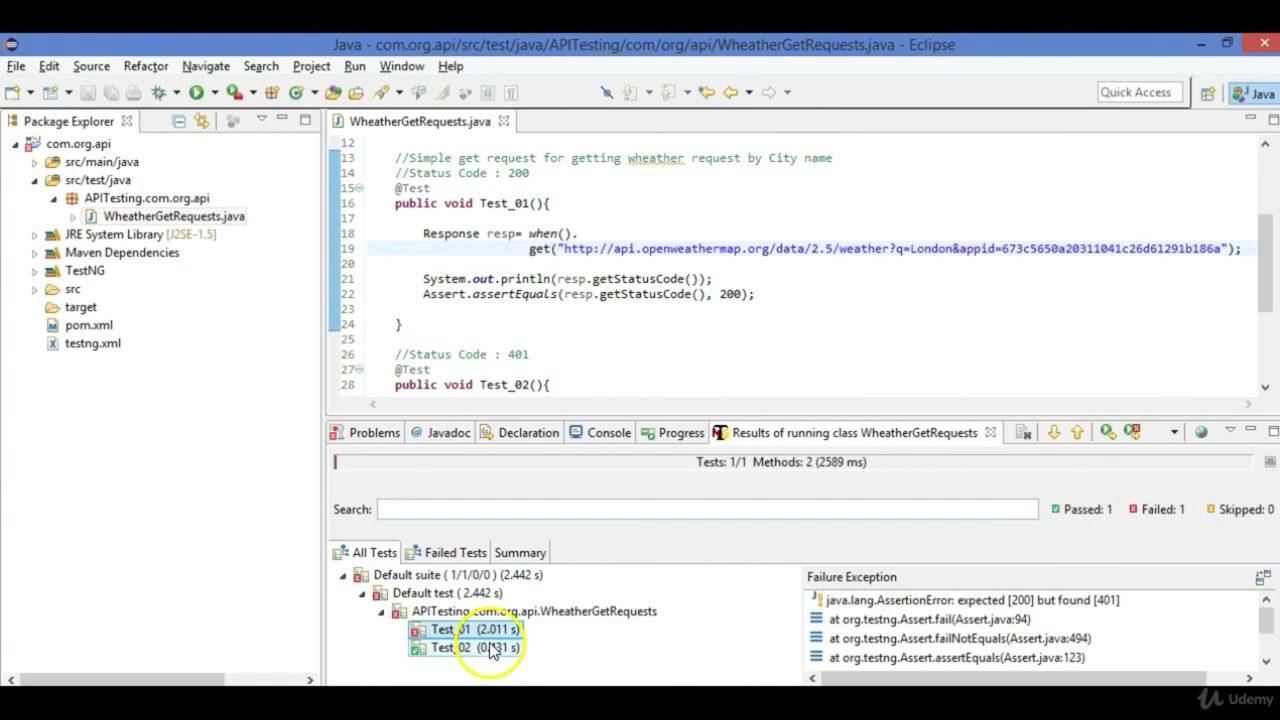 Java - com.org.api/src/test/java/APITesting/com/org/api/WheatherGetRequests.java - Eclipse
File Edit Source Refactor Navigate Search Project Run Window Help
Quick Access
Java
Package Explorer
com.org.api
src/main/java
src/test/java
APITesting.com.org.api
WheatherGetRequests.java
JRE System Library [J2SE-1.5]
Maven Dependencies
TestNG
src
target
pom.xml
testng.xml
WheatherGetRequests.java
12
13 //Simple get request for getting wheather request by City name
14 //Status Code : 200
15 @Test
16 public void Test_01(){
17
18 Response resp= when().
19 get("http://api.openweathermap.org/data/2.5/weather?q=London&appid=673c5650a20311041c26d61291b186a");
20
21 System.out.println(resp.getStatusCode());
22 Assert.assertEquals(resp.getStatusCode(), 200);
23
24 }
25
26 //Status Code : 401
27 @Test
28 public void Test_02(){
Problems Javadoc Declaration Console Progress Results of running class WheatherGetRequests
Tests: 1/1 Methods: 2 (2589 ms)
Search: Passed: 1 Failed: 1 Skipped: 0
All Tests Failed Tests Summary
Default suite ( 1/1/0/0 ) (2.442 s)
Default test ( 2.442 s)
APITesting.com.org.api.WheatherGetRequests
Test_01 (2.011 s)
Test_02
Failure Exception
java.lang.AssertionError: expected [200] but found [401]
at org.testng.Assert.fail(Assert.java:94)
at org.testng.Assert.failNotEquals(Assert.java:494)
at org.testng.Assert.assertEquals(Assert.java:123)
Udemy